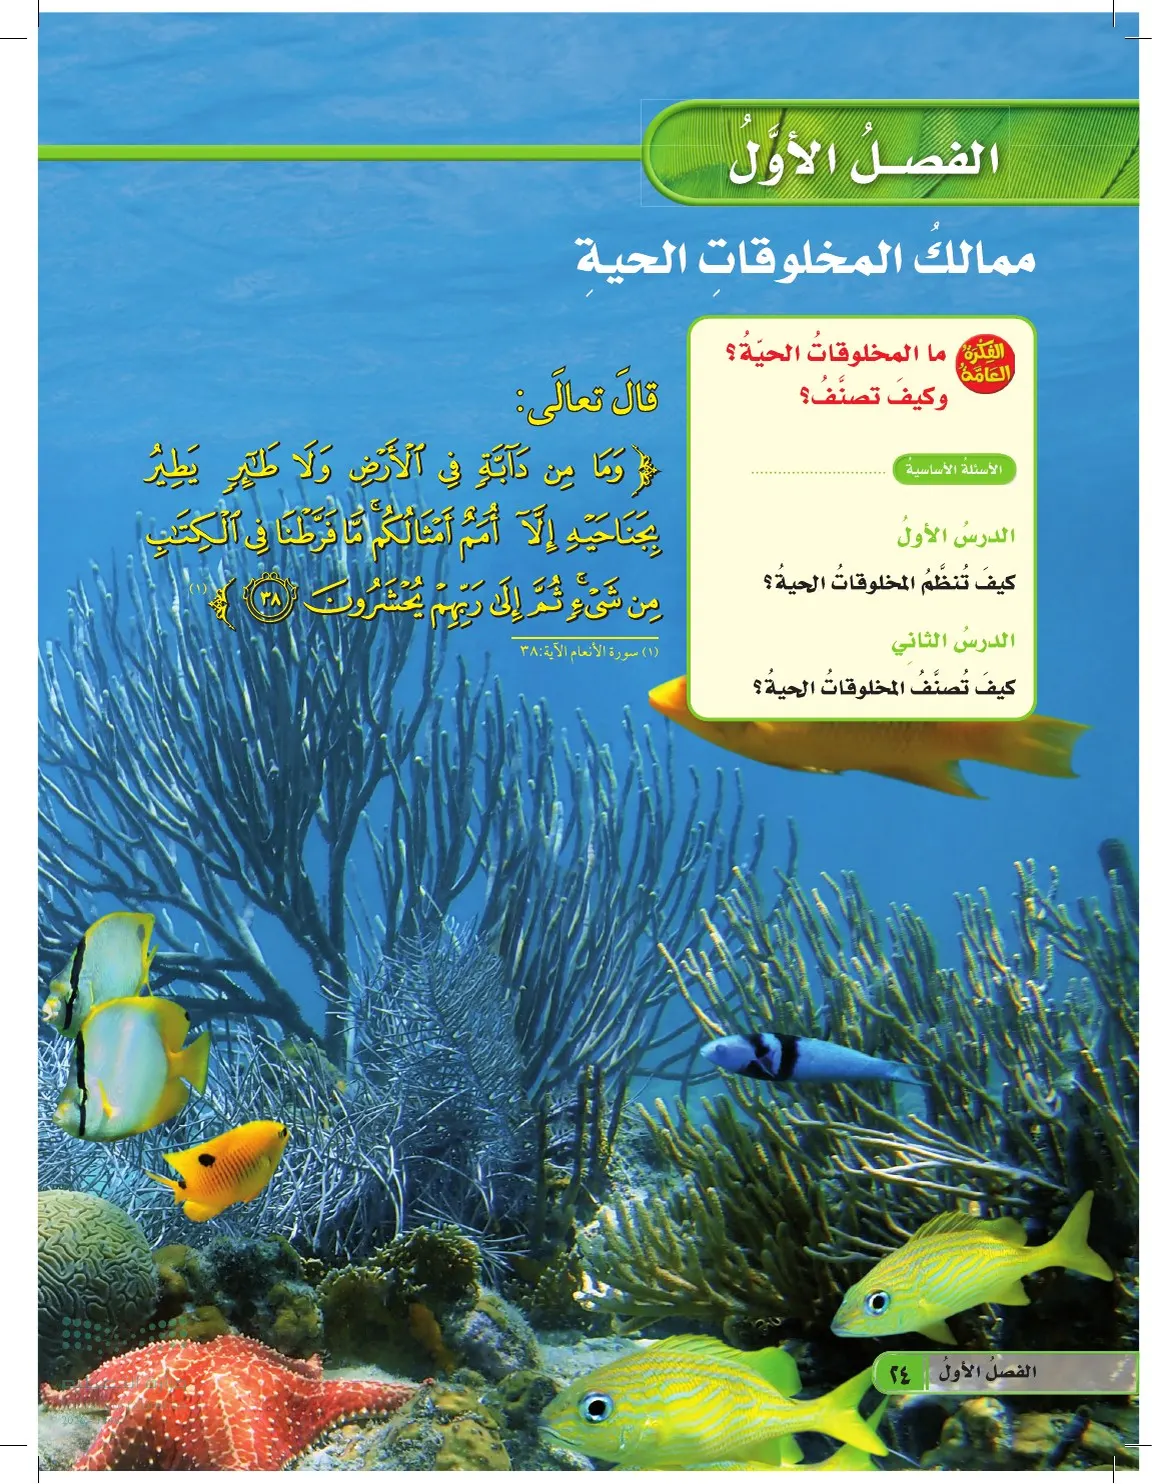 الفصلُ الأوَّلُ
ممالكُ المخلوقاتِ الحيةِ
الفِكْرَةُ العَامَّةُ
ما المخلوقاتُ الحيّةُ؟
وكيفَ تصنَّفُ؟
الأسئلةُ الأساسيةُ
الدرسُ الأولُ
كيفَ تُنظَّمُ المخلوقاتُ الحيةُ؟
الدرسُ الثانِي
كيفَ تُصنَّفُ المخلوقاتُ الحيةُ؟
قالَ تعالَى:
﴿ وَمَا مِن دَآبَّةٍ فِي ٱلْأَرْضِ وَلَا طَـٰٓئِرٍ يَطِيرُ
بِجَنَاحَيْهِ إِلَّآ أُمَمٌ أَمْثَالُكُم ۚ مَّا فَرَّطْنَا فِي ٱلْكِتَـٰبِ
مِن شَىْءٍ ۚ ثُمَّ إِلَىٰ رَبِّهِمْ يُحْشَرُونَ ٣٨ ﴾ (١)
(١) سورة الأنعام الآية:٣٨
الفصلُ الأولُ ٢٤